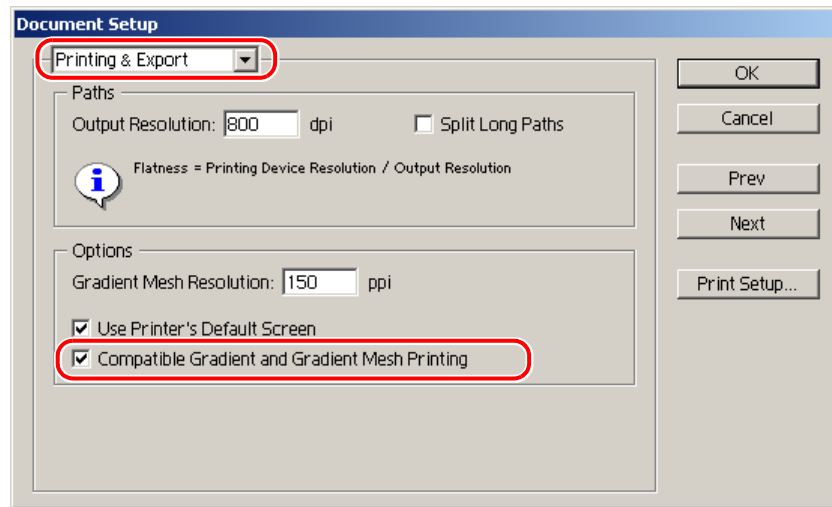 Document Setup
Printing & Export
OK
Paths
Output Resolution: 800 dpi
Split Long Paths
Cancel
Flatness = Printing Device Resolution / Output Resolution
Prev
Next
Options
Gradient Mesh Resolution: 150 ppi
Print Setup...
Use Printer's Default Screen
Compatible Gradient and Gradient Mesh Printing